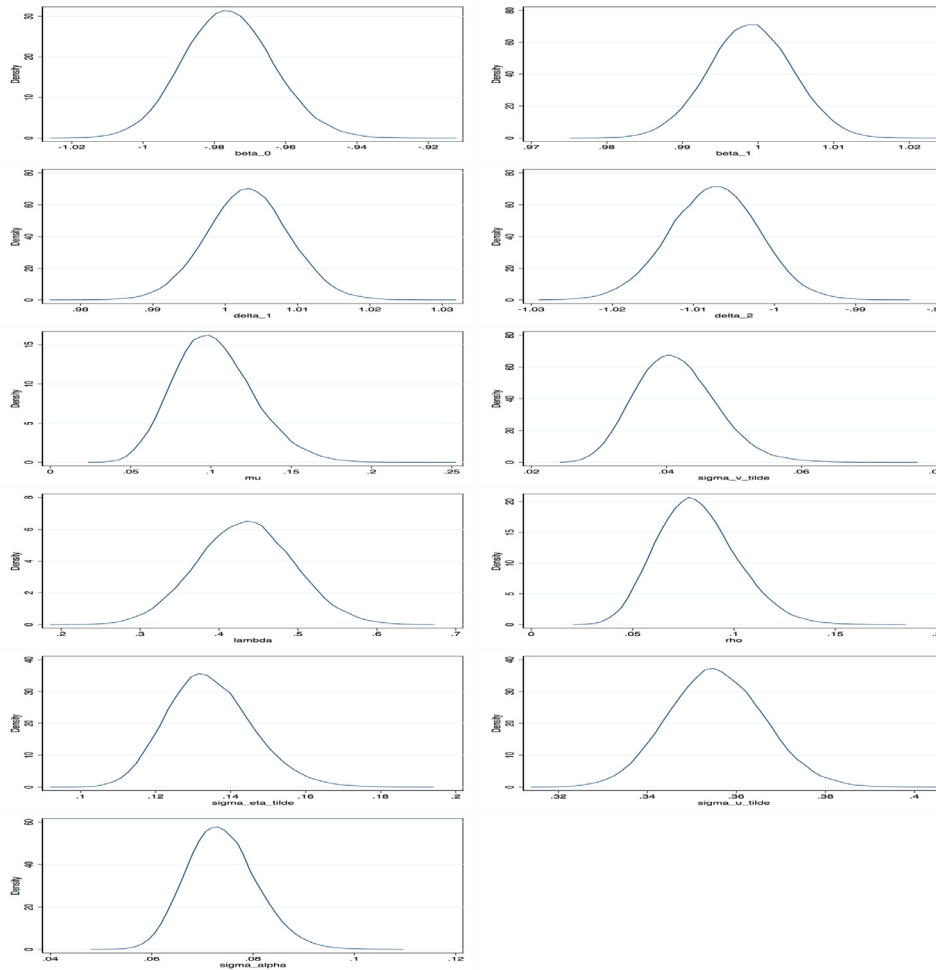 Density
0 10 20 30
-1.02 -1 -.98 -.96 -.94 -.92
beta_0
Density
0 20 40 60 80
.97 .98 .99 1 1.01 1.02
beta_1
Density
0 20 40 60 80
.98 .99 1 1.01 1.02 1.03
delta_1
Density
0 20 40 60 80
-1.03 -1.02 -1.01 -1 -.99 -.9
delta_2
Density
0 5 10 15
0 .05 .1 .15 .2 .25
mu
Density
0 20 40 60 80
.02 .04 .06
sigma_v_tilde
Density
0 2 4 6 8
.2 .3 .4 .5 .6 .7
lambda
Density
0 5 10 15 20
0 .05 .1 .15
rho
Density
0 10 20 30 40
.1 .12 .14 .16 .18 .2
sigma_eta_tilde
Density
0 10 20 30 40
.32 .34 .36 .38 .4
sigma_u_tilde
Density
0 20 40 60
.04 .06 .08 .1 .12
sigma_alpha